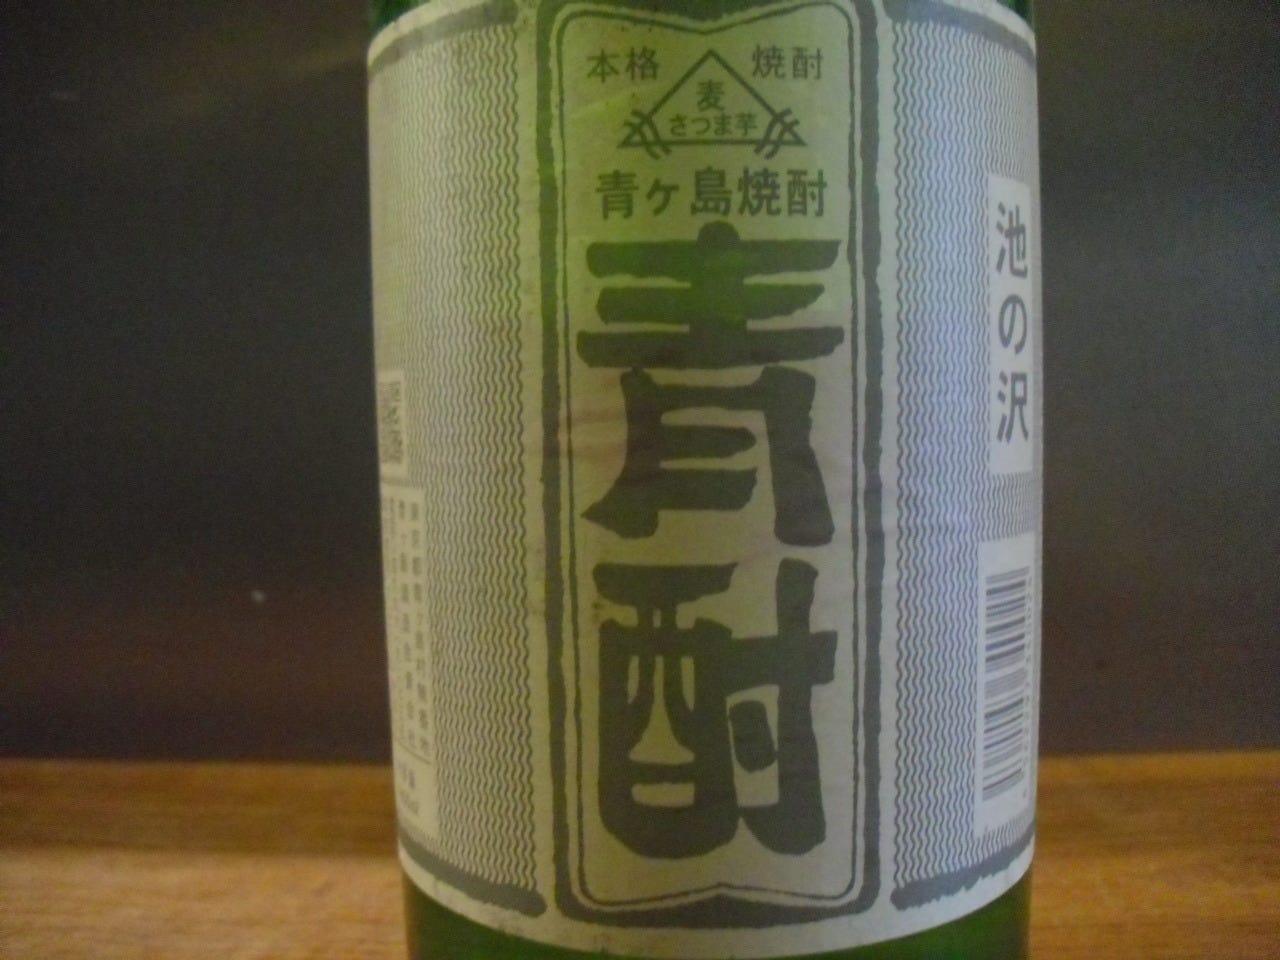 本格 焼酎
麦
さつま芋
青ヶ島焼酎
青酎
池の沢